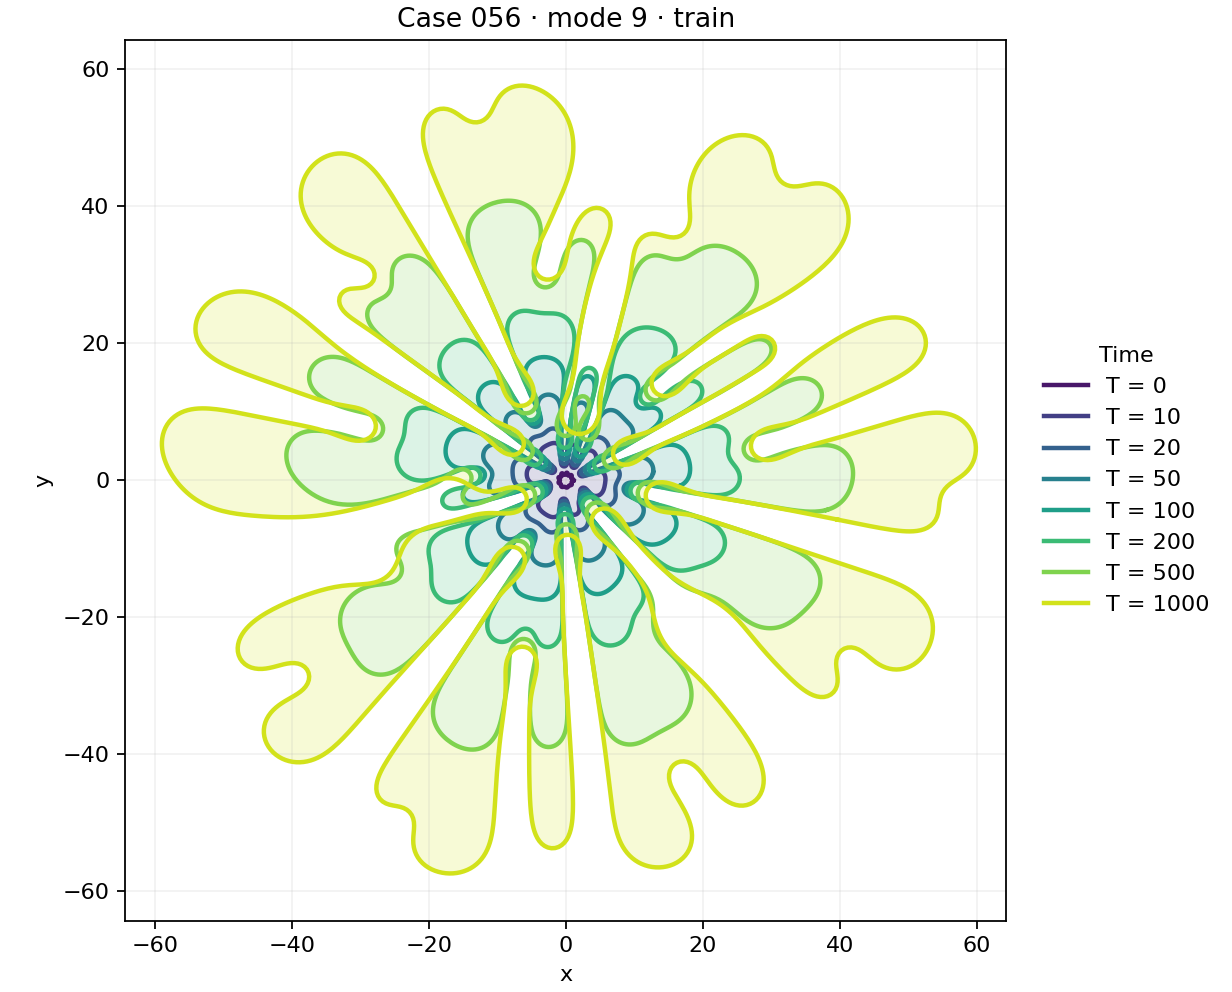 Case 056 · mode 9 · train
60
40
20
0
−20
−40
−60
y
−60
−40
−20
0
20
40
60
x
Time
T = 0
T = 10
T = 20
T = 50
T = 100
T = 200
T = 500
T = 1000